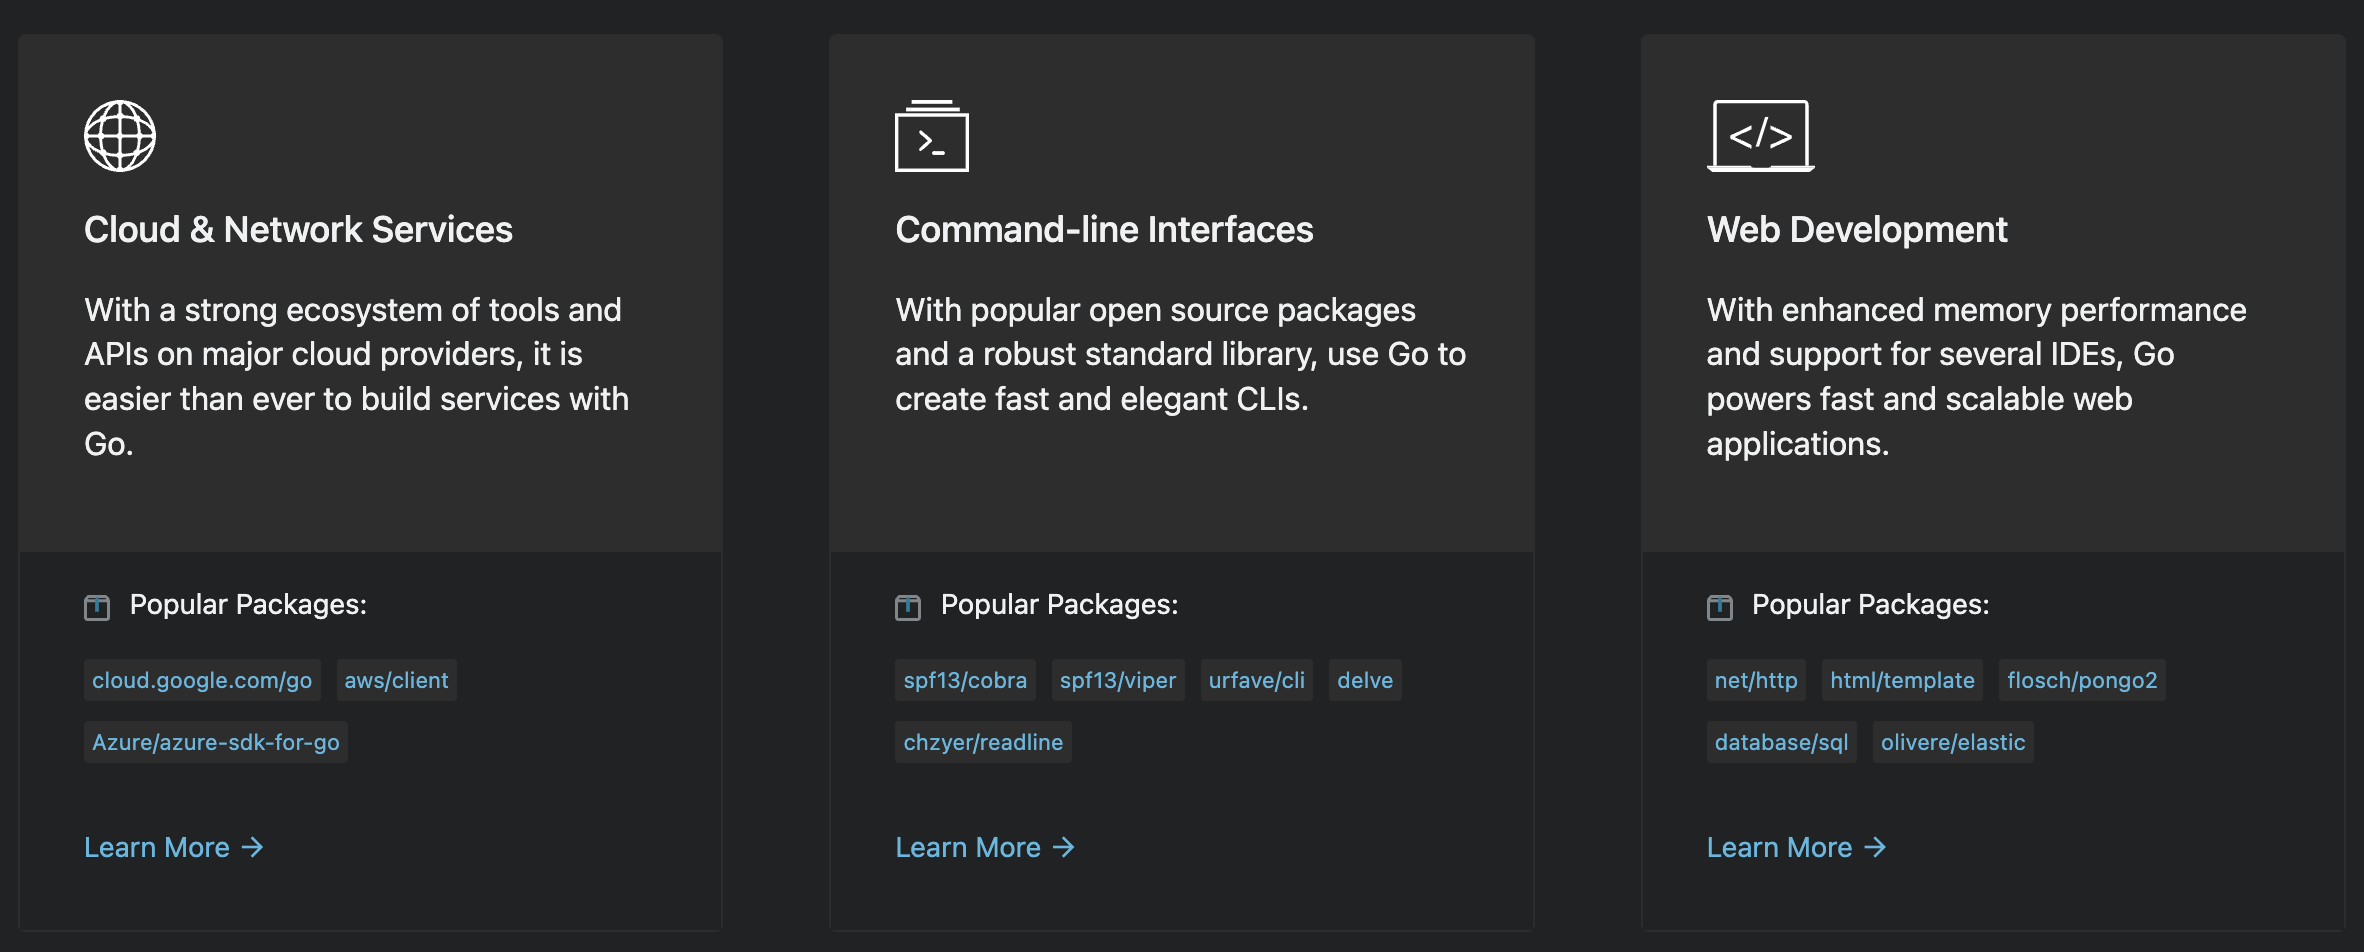 Cloud & Network Services
With a strong ecosystem of tools and
APIs on major cloud providers, it is
easier than ever to build services with
Go.
Popular Packages:
cloud.google.com/go aws/client
Azure/azure-sdk-for-go
Learn More →
>_
Command-line Interfaces
With popular open source packages
and a robust standard library, use Go to
create fast and elegant CLIs.
Popular Packages:
spf13/cobra spf13/viper urfave/cli delve
chzyer/readline
Learn More →
</>
Web Development
With enhanced memory performance
and support for several IDEs, Go
powers fast and scalable web
applications.
Popular Packages:
net/http html/template flosch/pongo2
database/sql olivere/elastic
Learn More →